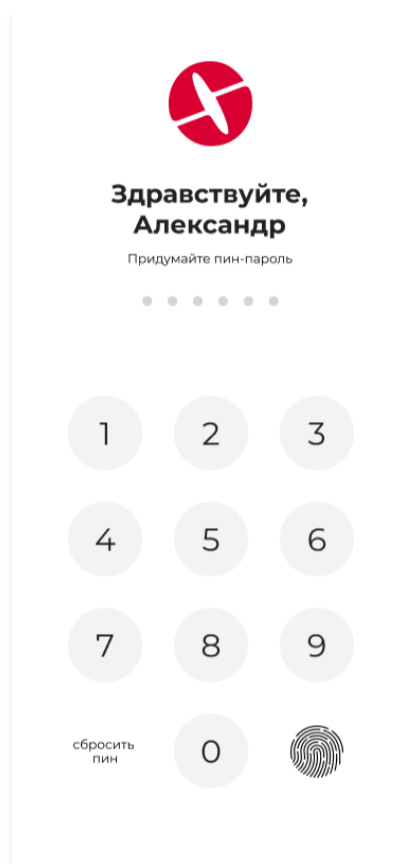 Здравствуйте,
Александр
Придумайте пин-пароль
1 2 3
4 5 6
7 8 9
сбросить
пин
0